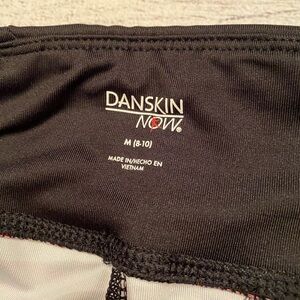 DANSKIN
NOW®
M (8-10)
MADE IN/HECHO EN
VIETNAM